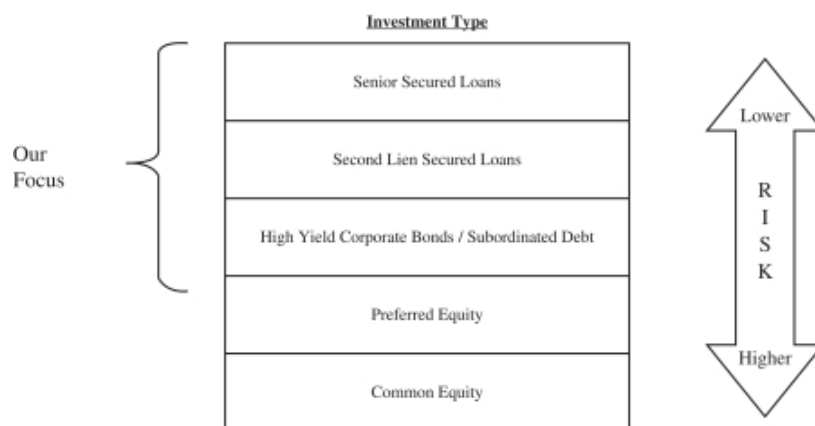 Investment Type
Senior Secured Loans
Lower
Our
Focus
Second Lien Secured Loans
R
I
S
K
High Yield Corporate Bonds / Subordinated Debt
Preferred Equity
Higher
Common Equity